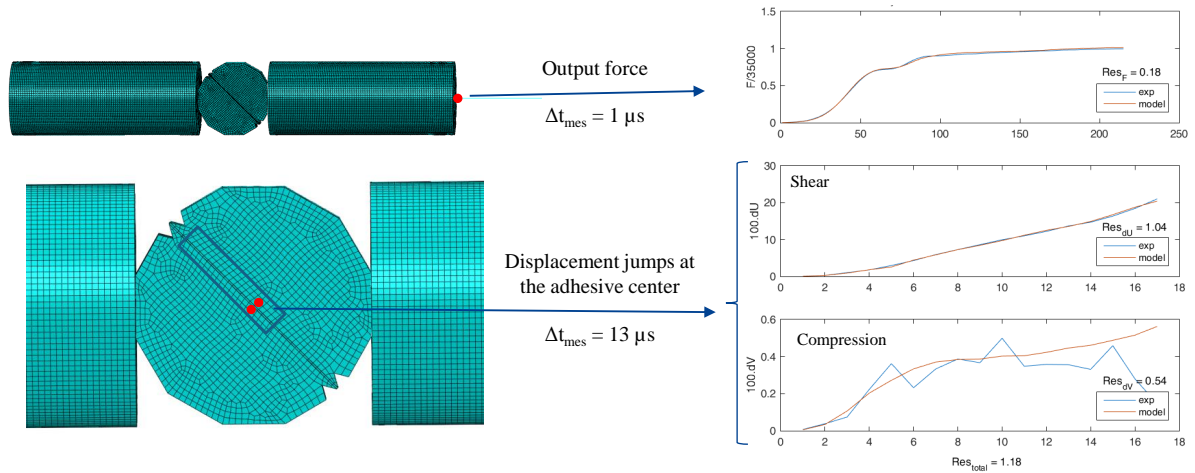 Output force
Δt_mes = 1 µs
Displacement jumps at
the adhesive center
Δt_mes = 13 µs
F/35000
1.5
1
0.5
0
0 50 100 150 200 250
Res_F = 0.18
exp
model
Shear
100.dU
30
20
10
0
0 2 4 6 8 10 12 14 16 18
Res_dU = 1.04
exp
model
Compression
100.dV
0.6
0.4
0.2
0
0 2 4 6 8 10 12 14 16 18
Res_dV = 0.54
exp
model
Res_total = 1.18